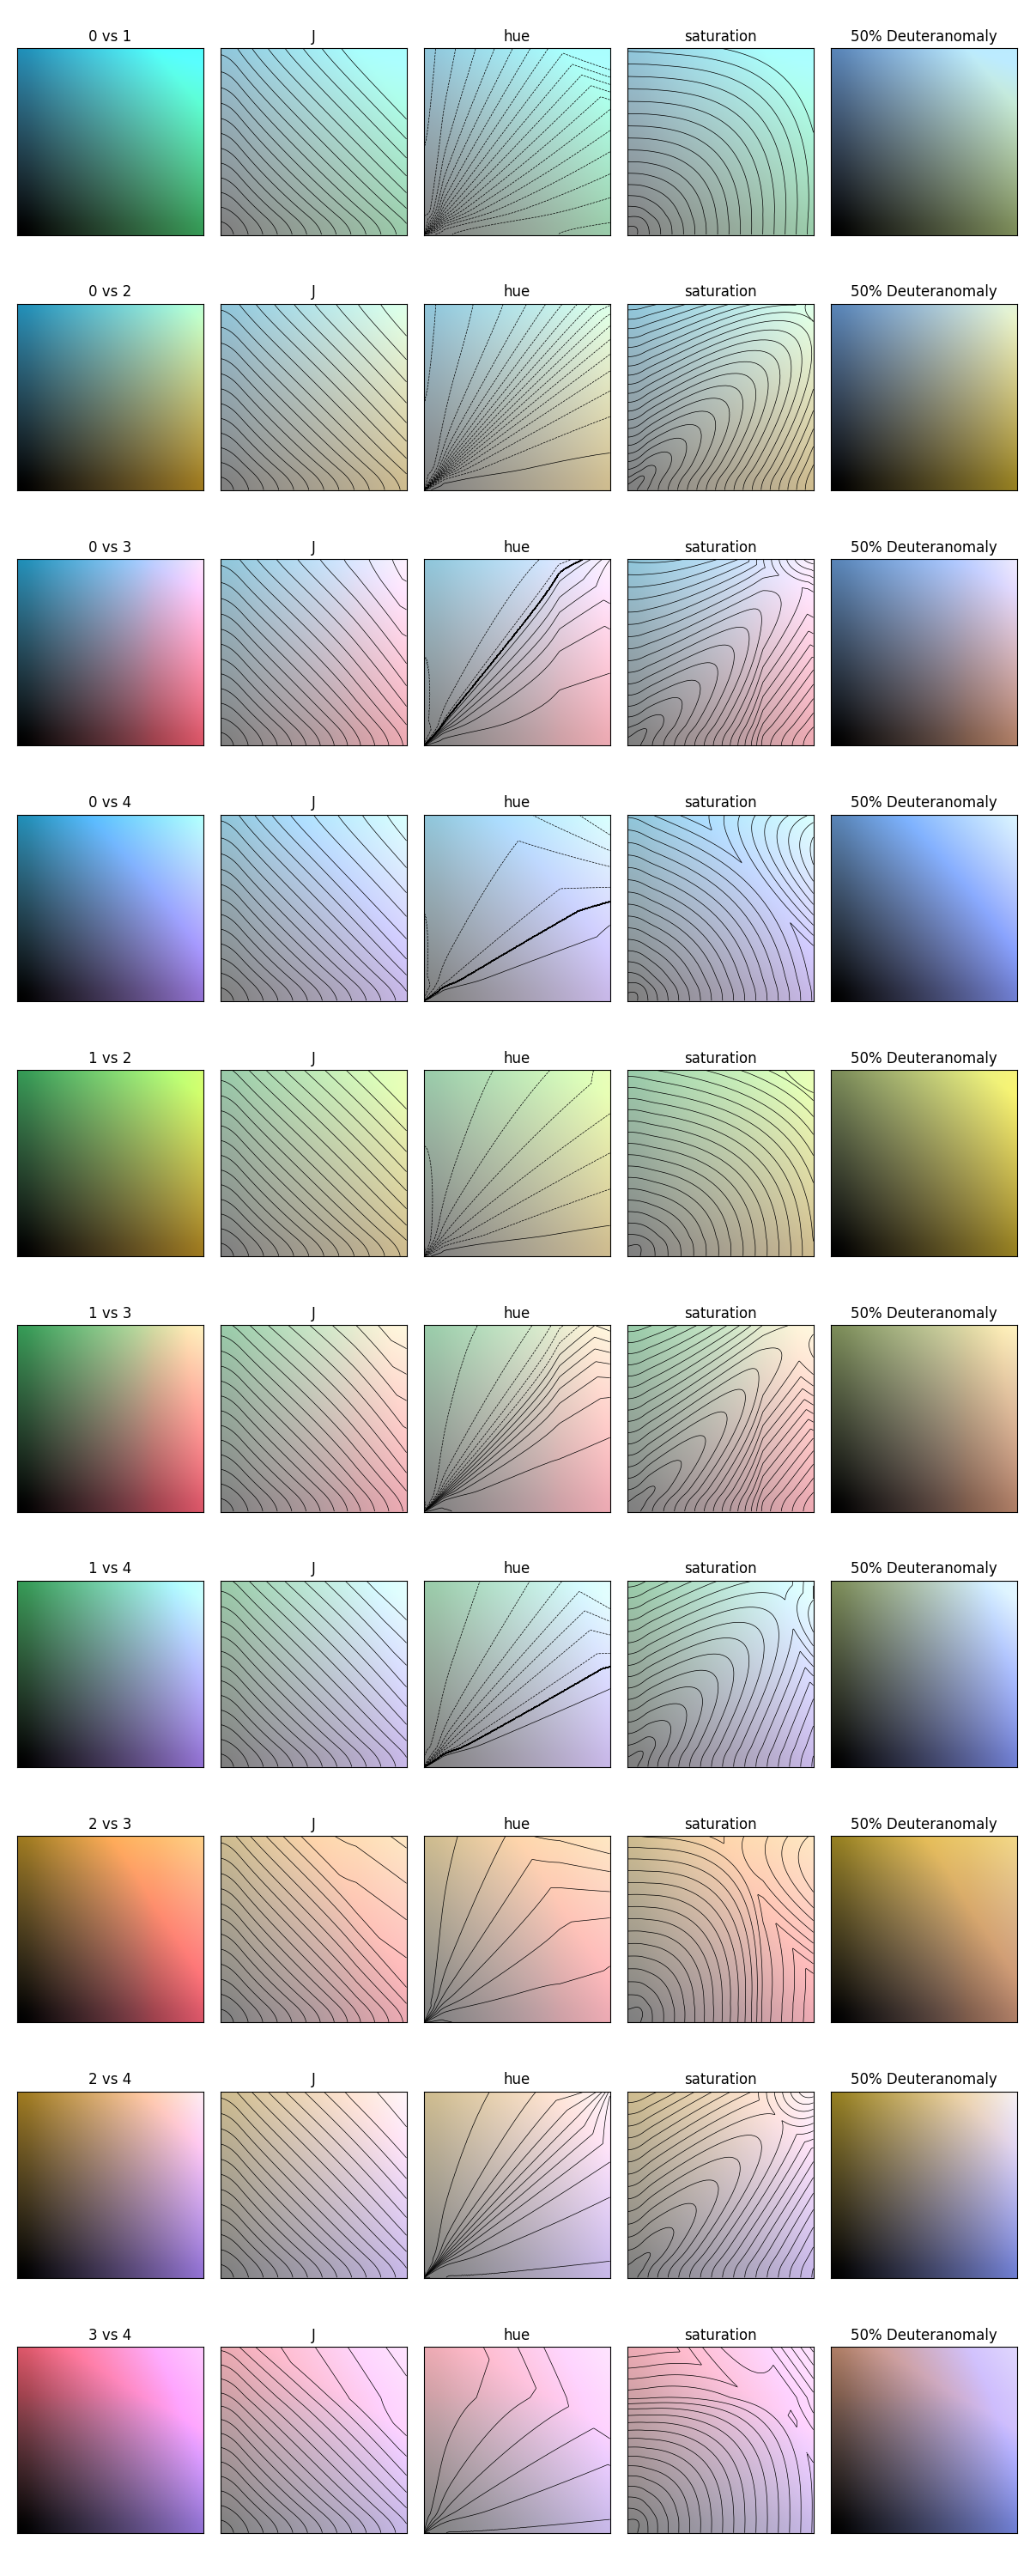 0 vs 1 J hue saturation 50% Deuteranomaly
0 vs 2 J hue saturation 50% Deuteranomaly
0 vs 3 J hue saturation 50% Deuteranomaly
0 vs 4 J hue saturation 50% Deuteranomaly
1 vs 2 J hue saturation 50% Deuteranomaly
1 vs 3 J hue saturation 50% Deuteranomaly
1 vs 4 J hue saturation 50% Deuteranomaly
2 vs 3 J hue saturation 50% Deuteranomaly
2 vs 4 J hue saturation 50% Deuteranomaly
3 vs 4 J hue saturation 50% Deuteranomaly